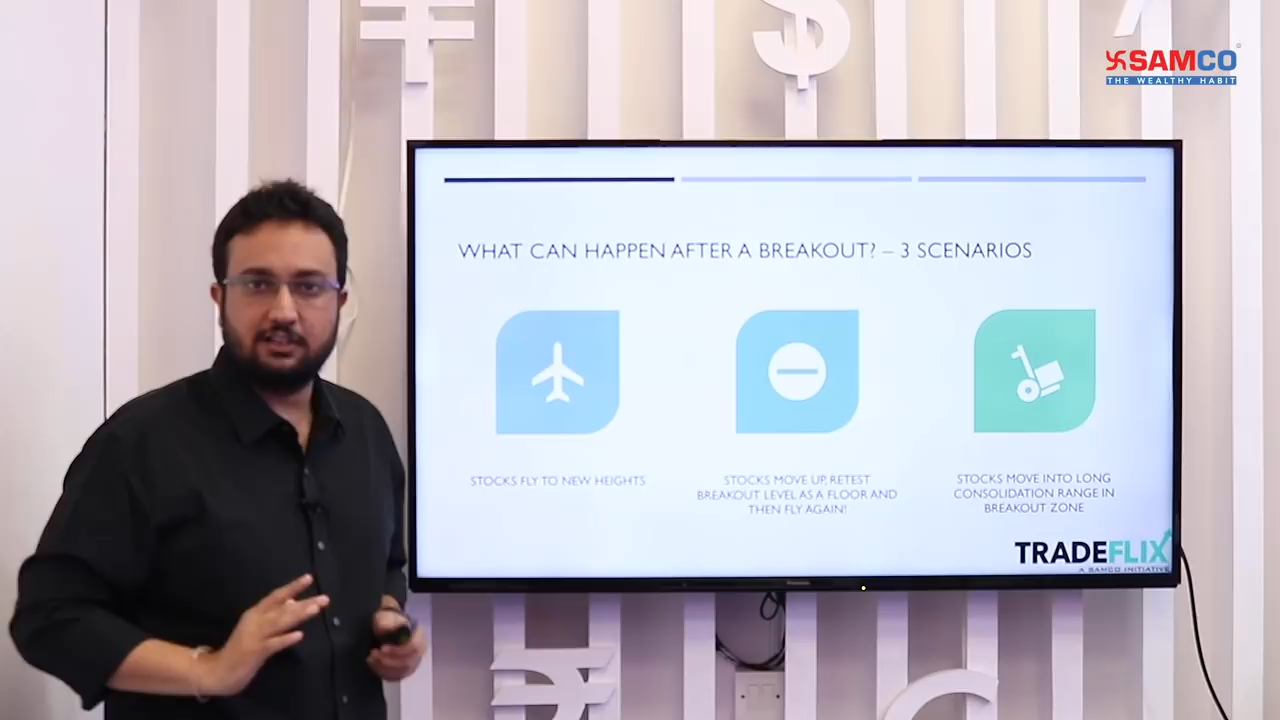 SAMCO
THE WEALTHY HABIT
WHAT CAN HAPPEN AFTER A BREAKOUT? – 3 SCENARIOS
STOCKS FLY TO NEW HEIGHTS
STOCKS MOVE UP, RETEST
BREAKOUT LEVEL AS A FLOOR AND
THEN FLY AGAIN!
STOCKS MOVE INTO LONG
CONSOLIDATION RANGE IN
BREAKOUT ZONE
TRADEFLIX
A SAMCO INITIATIVE
Panasonic